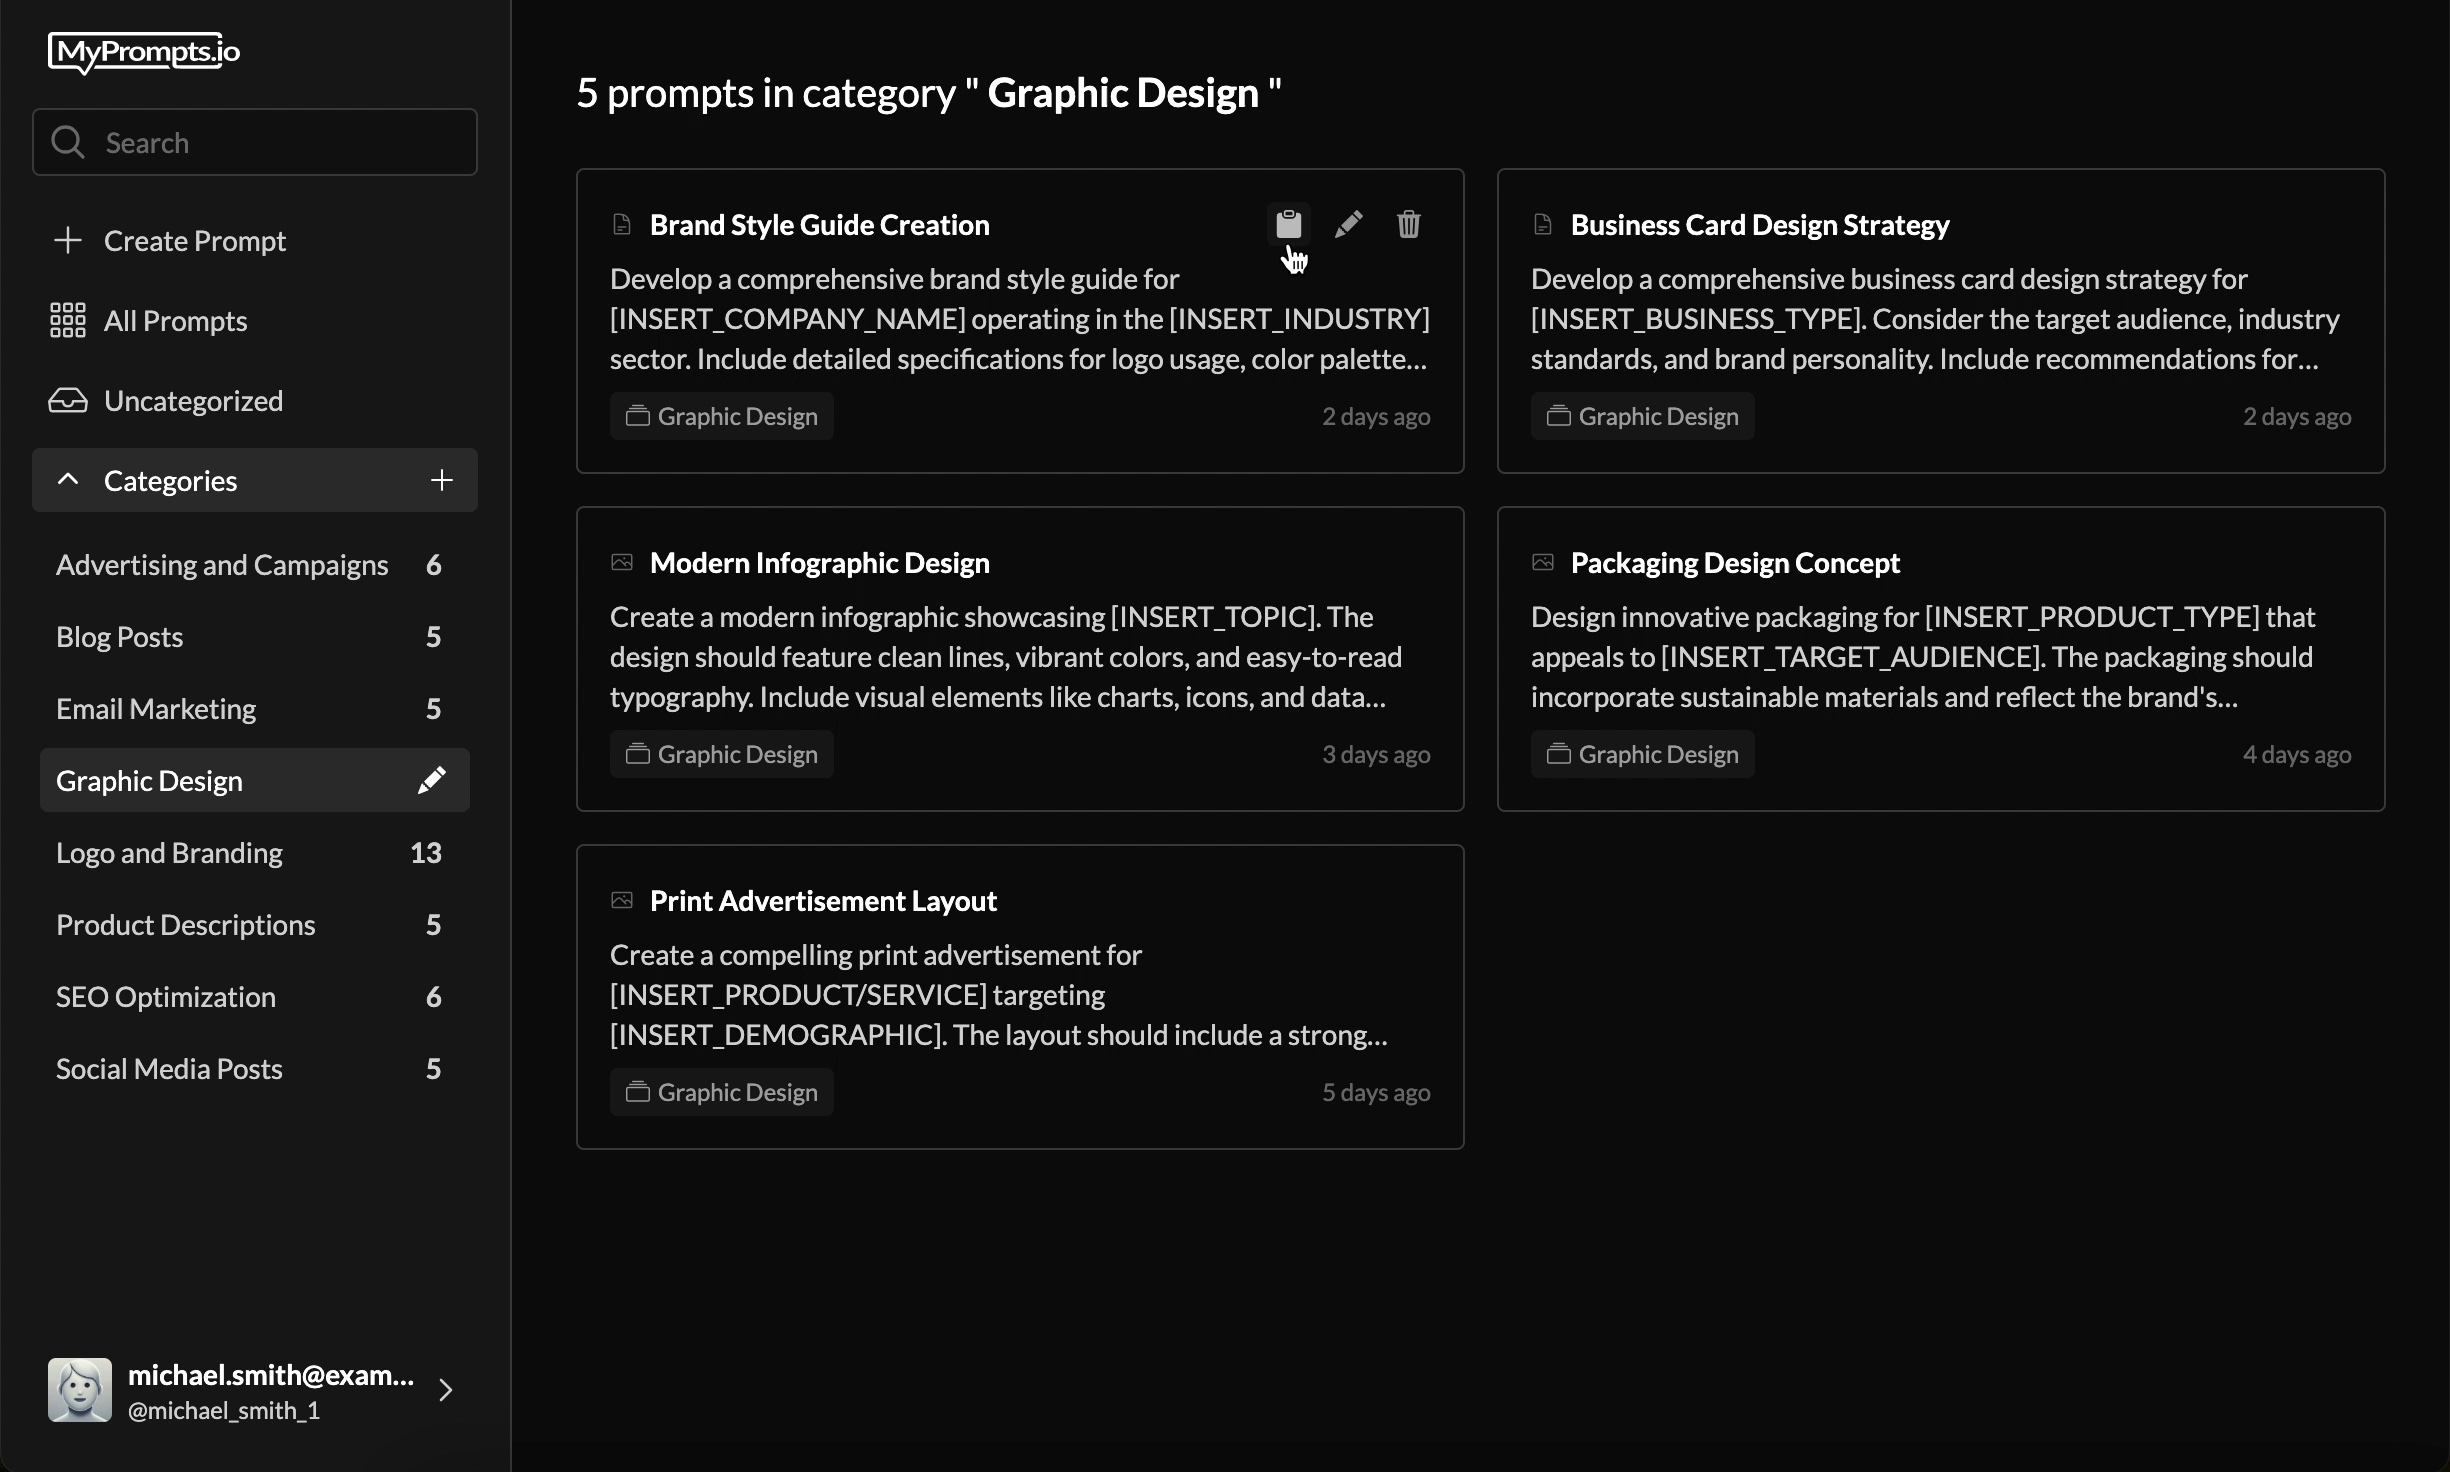 MyPrompts.io
Search
Create Prompt
All Prompts
Uncategorized
Categories
Advertising and Campaigns 6
Blog Posts 5
Email Marketing 5
Graphic Design
Logo and Branding 13
Product Descriptions 5
SEO Optimization 6
Social Media Posts 5
michael.smith@exam...
@michael_smith_1
5 prompts in category " Graphic Design "
Brand Style Guide Creation
Develop a comprehensive brand style guide for
[INSERT_COMPANY_NAME] operating in the [INSERT_INDUSTRY]
sector. Include detailed specifications for logo usage, color palette...
Graphic Design 2 days ago
Business Card Design Strategy
Develop a comprehensive business card design strategy for
[INSERT_BUSINESS_TYPE]. Consider the target audience, industry
standards, and brand personality. Include recommendations for...
Graphic Design 2 days ago
Modern Infographic Design
Create a modern infographic showcasing [INSERT_TOPIC]. The
design should feature clean lines, vibrant colors, and easy-to-read
typography. Include visual elements like charts, icons, and data...
Graphic Design 3 days ago
Packaging Design Concept
Design innovative packaging for [INSERT_PRODUCT_TYPE] that
appeals to [INSERT_TARGET_AUDIENCE]. The packaging should
incorporate sustainable materials and reflect the brand's...
Graphic Design 4 days ago
Print Advertisement Layout
Create a compelling print advertisement for
[INSERT_PRODUCT/SERVICE] targeting
[INSERT_DEMOGRAPHIC]. The layout should include a strong...
Graphic Design 5 days ago